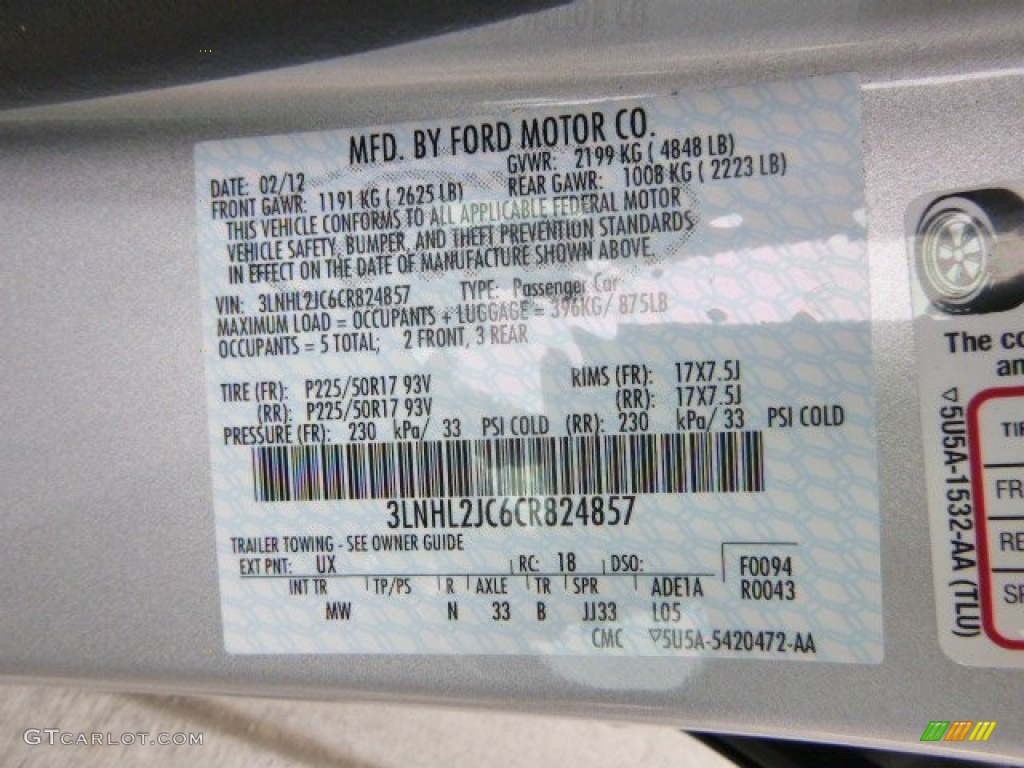 MFD. BY FORD MOTOR CO.
DATE: 02/12 GVWR: 2199 KG ( 4848 LB)
FRONT GAWR: 1191 KG ( 2625 LB) REAR GAWR: 1008 KG ( 2223 LB)
THIS VEHICLE CONFORMS TO ALL APPLICABLE FEDERAL MOTOR
VEHICLE SAFETY, BUMPER, AND THEFT PREVENTION STANDARDS
IN EFFECT ON THE DATE OF MANUFACTURE SHOWN ABOVE.
VIN: 3LNHL2JC6CR824857 TYPE: Passenger Car
MAXIMUM LOAD = OCCUPANTS + LUGGAGE = 396KG/ 875LB
OCCUPANTS = 5 TOTAL; 2 FRONT, 3 REAR
TIRE (FR): P225/50R17 93V RIMS (FR): 17X7.5J
(RR): P225/50R17 93V (RR): 17X7.5J
PRESSURE (FR): 230 kPa/ 33 PSI COLD (RR): 230 kPa/ 33 PSI COLD
3LNHL2JC6CR824857
TRAILER TOWING - SEE OWNER GUIDE
EXT PNT: UX RC: 18 DSO: F0094
INT TR TP/PS R AXLE TR SPR ADE1A R0043
MW N 33 B JJ33 L05
CMC ▽5U5A-5420472-AA
The co
an
▽5U5A-1532-AA (TLU)
TIR
FR
RE
SP
GTCARLOT.COM